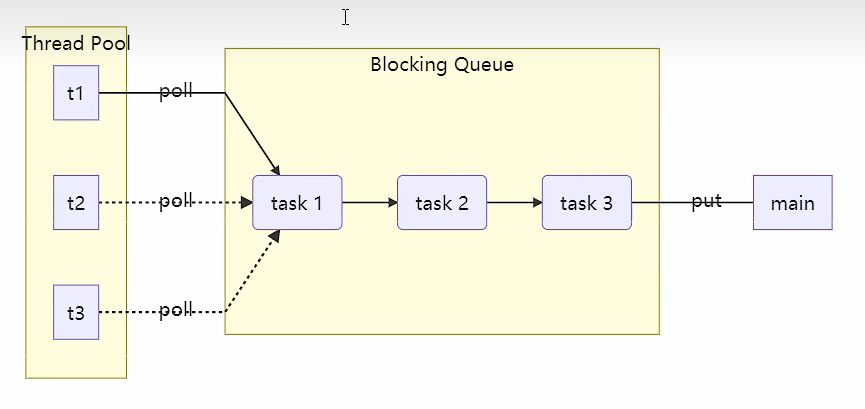 Thread Pool
Blocking Queue
t1
poll
t2
poll
task 1
task 2
task 3
put
main
t3
poll